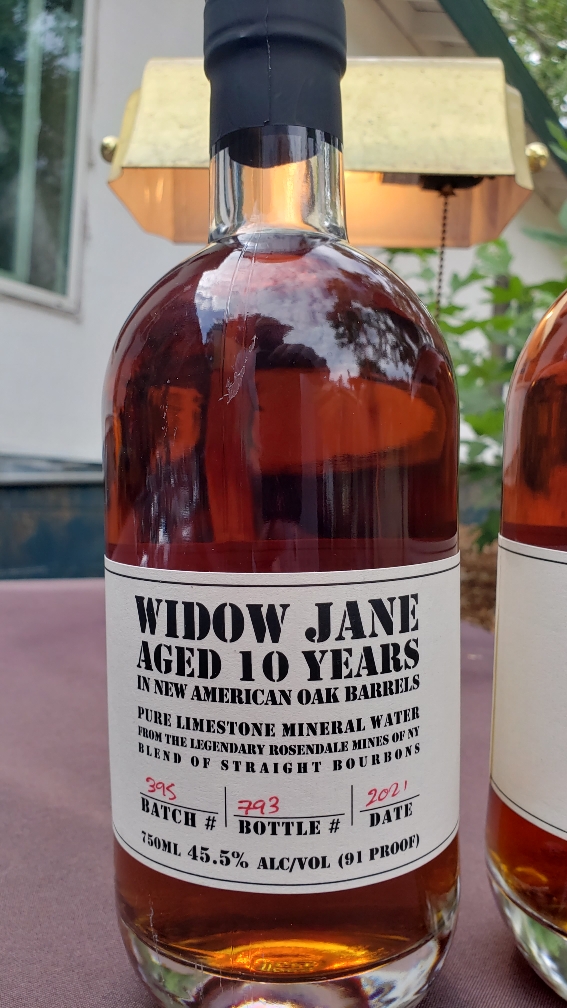 WIDOW JANE
AGED 10 YEARS
IN NEW AMERICAN OAK BARRELS
PURE LIMESTONE MINERAL WATER
FROM THE LEGENDARY ROSENDALE MINES OF NY
BLEND OF STRAIGHT BOURBONS
395 793 2021
BATCH # BOTTLE # DATE
750ML 45.5% ALC/VOL (91 PROOF)